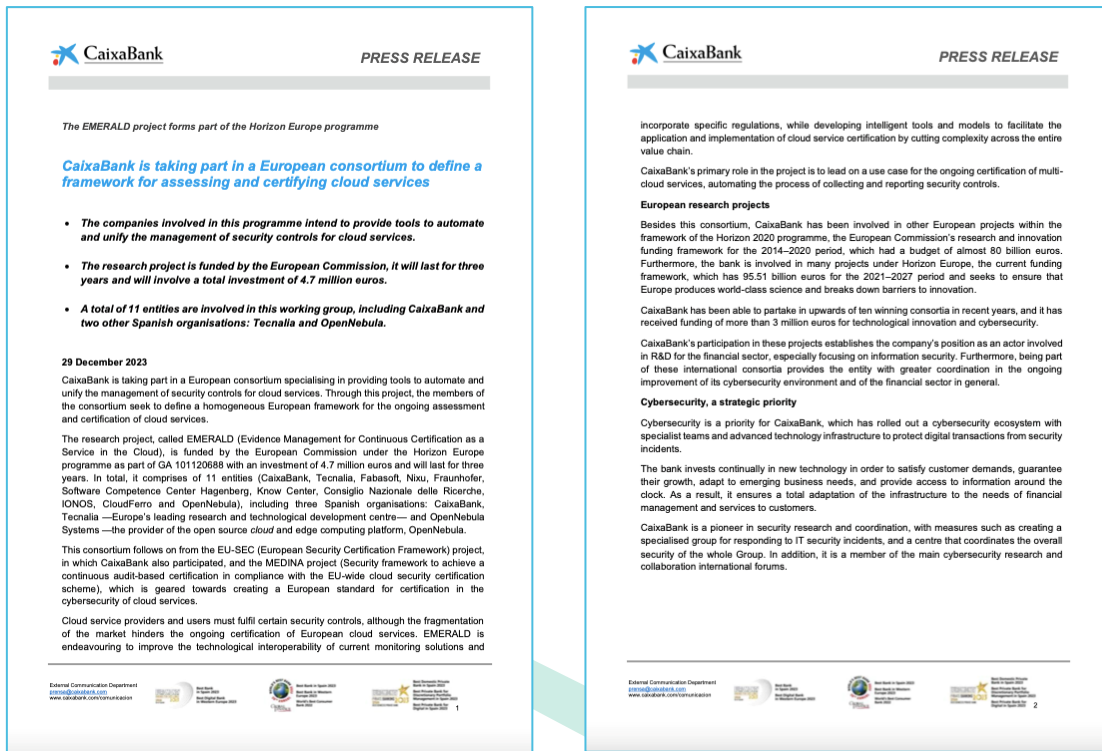 CaixaBank
PRESS RELEASE
The EMERALD project forms part of the Horizon Europe programme
CaixaBank is taking part in a European consortium to define a
framework for assessing and certifying cloud services
• The companies involved in this programme intend to provide tools to automate
and unify the management of security controls for cloud services.
• The research project is funded by the European Commission, it will last for three
years and will involve a total investment of 4.7 million euros.
• A total of 11 entities are involved in this working group, including CaixaBank and
two other Spanish organisations: Tecnalia and OpenNebula.
29 December 2023
CaixaBank is taking part in a European consortium specialising in providing tools to automate and
unify the management of security controls for cloud services. Through this project, the members of
the consortium seek to define a homogeneous European framework for the ongoing assessment
and certification of cloud services.
The research project, called EMERALD (Evidence Management for Continuous Certification as a
Service in the Cloud), is funded by the European Commission under the Horizon Europe
programme as part of GA 101120688 with an investment of 4.7 million euros and will last for three
years. In total, it comprises of 11 entities (CaixaBank, Tecnalia, Fabasoft, Nixu, Fraunhofer,
Software Competence Center Hagenberg, Know Center, Consiglio Nazionale delle Ricerche,
IONOS, CloudFerro and OpenNebula), including three Spanish organisations: CaixaBank,
Tecnalia —Europe's leading research and technological development centre— and OpenNebula
Systems —the provider of the open source cloud and edge computing platform, OpenNebula.
This consortium follows on from the EU-SEC (European Security Certification Framework) project,
in which CaixaBank also participated, and the MEDINA project (Security framework to achieve a
continuous audit-based certification in compliance with the EU-wide cloud security certification
scheme), which is geared towards creating a European standard for certification in the
cybersecurity of cloud services.
Cloud service providers and users must fulfil certain security controls, although the fragmentation
of the market hinders the ongoing certification of European cloud services. EMERALD is
endeavouring to improve the technological interoperability of current monitoring solutions and
External Communication Department
prensa@caixabank.com
www.caixabank.com/comunicacion
Best Bank
in Spain 2023
Best Digital Bank
in Western Europe 2023
1
CaixaBank
PRESS RELEASE
incorporate specific regulations, while developing intelligent tools and models to facilitate the
application and implementation of cloud service certification by cutting complexity across the entire
value chain.
CaixaBank's primary role in the project is to lead on a use case for the ongoing certification of multi-
cloud services, automating the process of collecting and reporting security controls.
European research projects
Besides this consortium, CaixaBank has been involved in other European projects within the
framework of the Horizon 2020 programme, the European Commission's research and innovation
funding framework for the 2014–2020 period, which had a budget of almost 80 billion euros.
Furthermore, the bank is involved in many projects under Horizon Europe, the current funding
framework, which has 95.51 billion euros for the 2021–2027 period and seeks to ensure that
Europe produces world-class science and breaks down barriers to innovation.
CaixaBank has been able to partake in upwards of ten winning consortia in recent years, and it has
received funding of more than 3 million euros for technological innovation and cybersecurity.
CaixaBank's participation in these projects establishes the company's position as an actor involved
in R&D for the financial sector, especially focusing on information security. Furthermore, being part
of these international consortia provides the entity with greater coordination in the ongoing
improvement of its cybersecurity environment and of the financial sector in general.
Cybersecurity, a strategic priority
Cybersecurity is a priority for CaixaBank, which has rolled out a cybersecurity ecosystem with
specialist teams and advanced technology infrastructure to protect digital transactions from security
incidents.
The bank invests continually in new technology in order to satisfy customer demands, guarantee
their growth, adapt to emerging business needs, and provide access to information around the
clock. As a result, it ensures a total adaptation of the infrastructure to the needs of financial
management and services to customers.
CaixaBank is a pioneer in security research and coordination, with measures such as creating a
specialised group for responding to IT security incidents, and a centre that coordinates the overall
security of the whole Group. In addition, it is a member of the main cybersecurity research and
collaboration international forums.
External Communication Department
prensa@caixabank.com
www.caixabank.com/comunicacion
2